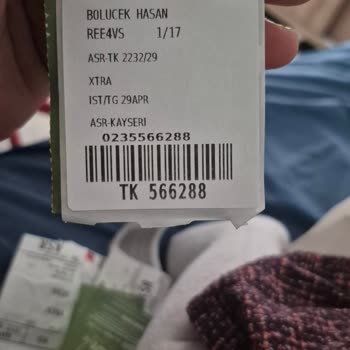 BOLUCEK HASAN
REE4VS 1/17
ASR-TK 2232/29
XTRA
IST/TG 29APR
ASR-KAYSERI
0235566288
TK 566288